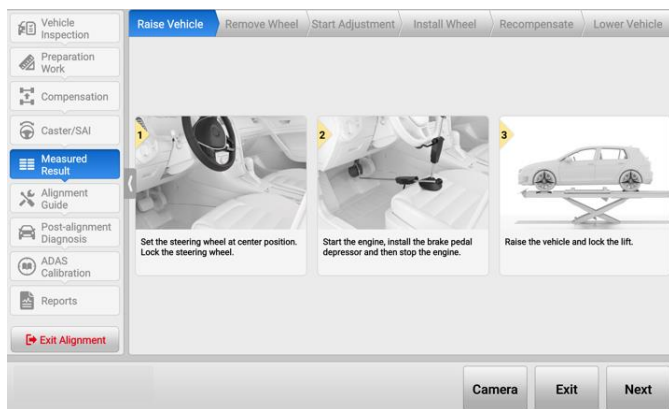 Vehicle
Inspection
Preparation
Work
Compensation
Caster/SAI
Measured
Result
Alignment
Guide
Post-alignment
Diagnosis
ADAS
Calibration
Reports
Exit Alignment
Raise Vehicle
Remove Wheel
Start Adjustment
Install Wheel
Recompensate
Lower Vehicle
1
Set the steering wheel at center position.
Lock the steering wheel.
2
Start the engine, install the brake pedal
depressor and then stop the engine.
3
Raise the vehicle and lock the lift.
Camera
Exit
Next